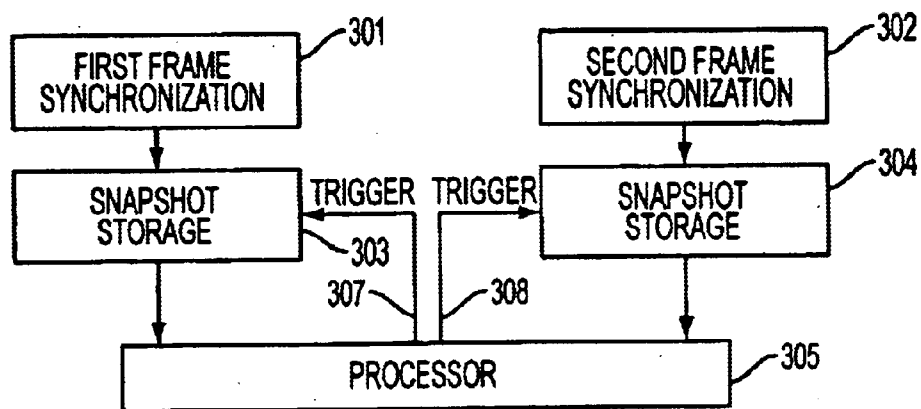 301
FIRST FRAME
SYNCHRONIZATION
302
SECOND FRAME
SYNCHRONIZATION
SNAPSHOT
STORAGE
303
TRIGGER
TRIGGER
304
SNAPSHOT
STORAGE
307
308
PROCESSOR
305